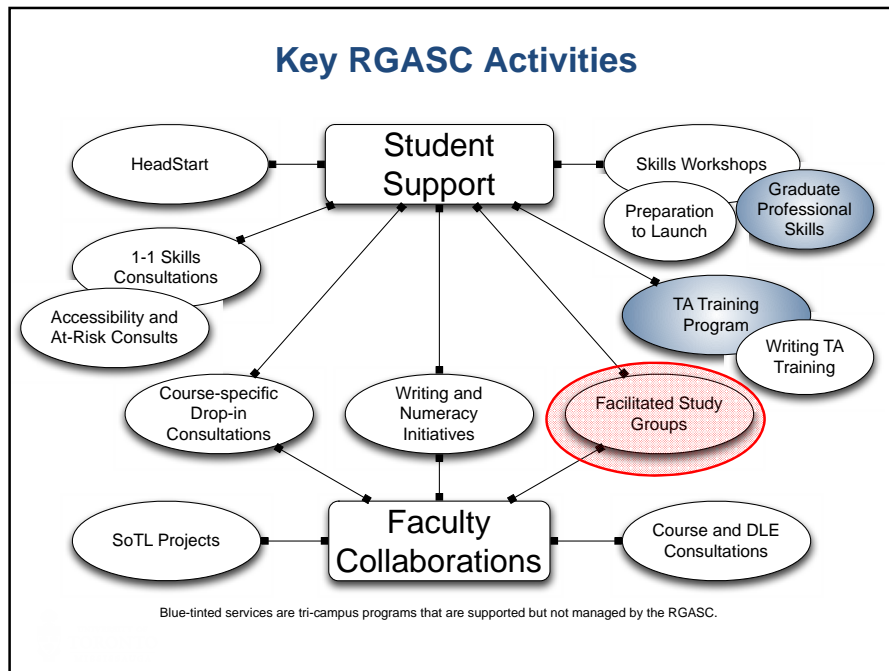 Key RGASC Activities
Student
Support
HeadStart
Skills Workshops
Graduate
Professional
Skills
Preparation
to Launch
1-1 Skills
Consultations
Accessibility and
At-Risk Consults
TA Training
Program
Writing TA
Training
Course-specific
Drop-in
Consultations
Writing and
Numeracy
Initiatives
Facilitated Study
Groups
SoTL Projects
Faculty
Collaborations
Course and DLE
Consultations
Blue-tinted services are tri-campus programs that are supported but not managed by the RGASC.